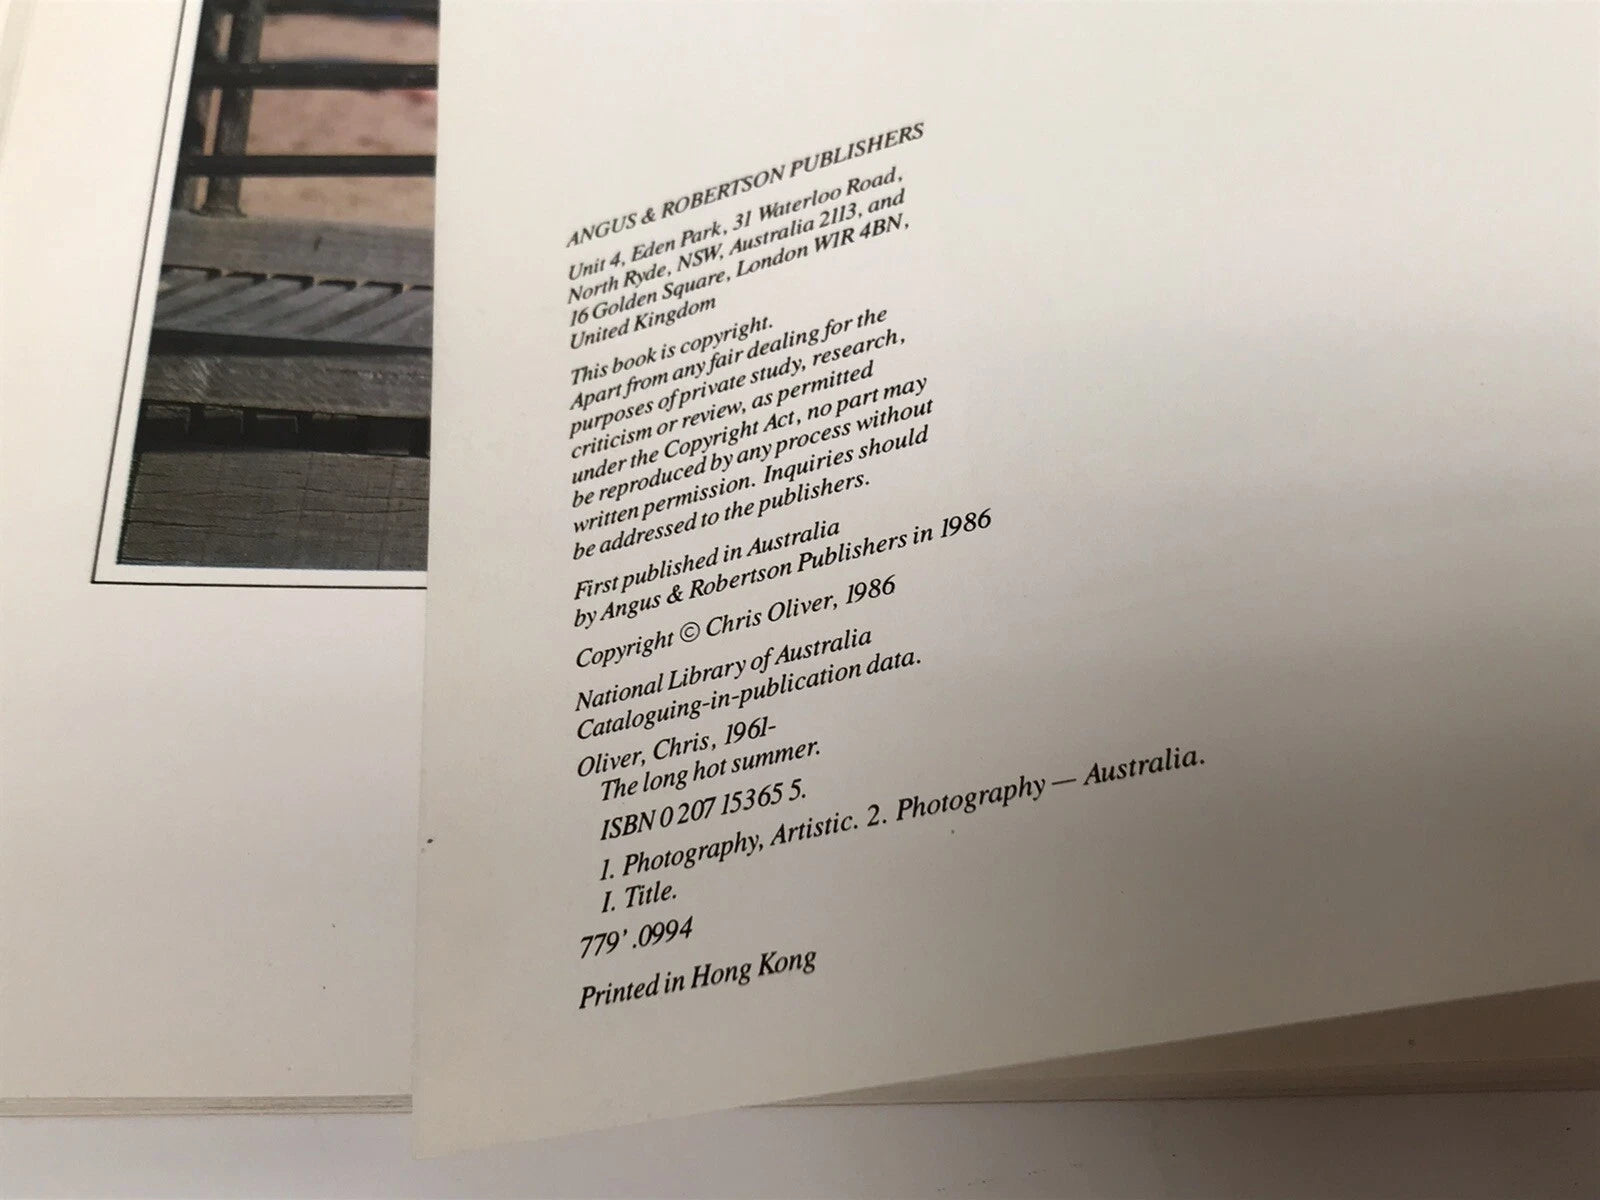 ANGUS & ROBERTSON PUBLISHERS
Unit 4, Eden Park, 31 Waterloo Road,
North Ryde, NSW, Australia 2113, and
16 Golden Square, London W1R 4BN,
United Kingdom
This book is copyright.
Apart from any fair dealing for the
purposes of private study, research,
criticism or review, as permitted
under the Copyright Act, no part may
be reproduced by any process without
written permission. Inquiries should
be addressed to the publishers.
First published in Australia
by Angus & Robertson Publishers in 1986
Copyright © Chris Oliver, 1986
National Library of Australia
Cataloguing-in-publication data.
Oliver, Chris, 1961-
The long hot summer.
ISBN 0 207 15365 5.
1. Photography, Artistic. 2. Photography — Australia.
I. Title.
779'.0994
Printed in Hong Kong